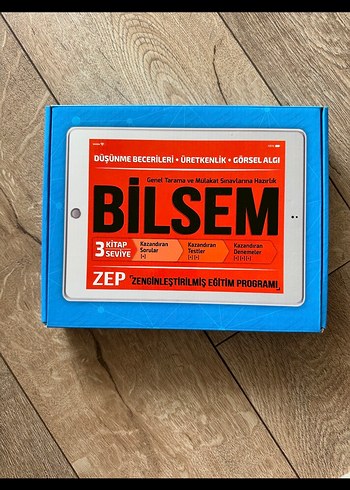 DÜŞÜNME BECERİLERİ • ÜRETKENLİK • GÖRSEL ALGI
Genel Tarama ve Mülakat Sınavlarına Hazırlık
BİLSEM
3 KİTAP SEVİYE
Kazandıran Sorular
Kazandıran Testler
Kazandıran Denemeler
ZEP "ZENGİNLEŞTİRİLMİŞ EĞİTİM PROGRAMI"